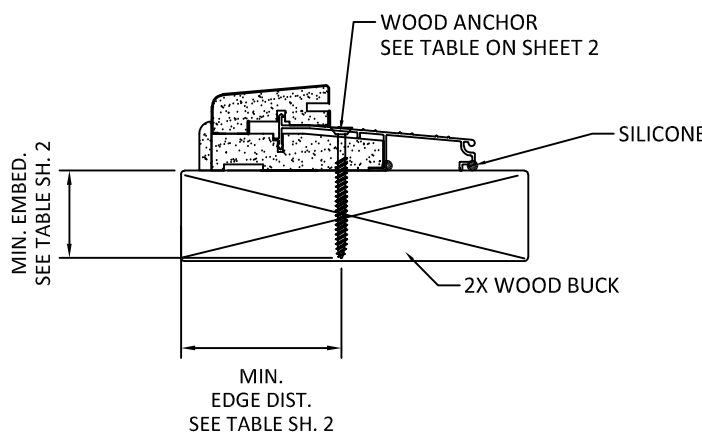 WOOD ANCHOR
SEE TABLE ON SHEET 2
SILICONE
MIN. EMBED.
SEE TABLE SH. 2
2X WOOD BUCK
MIN.
EDGE DIST.
SEE TABLE SH. 2